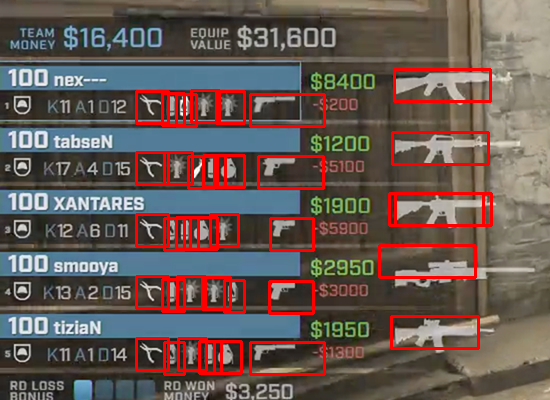 TEAM MONEY $16,400 EQUIP VALUE $31,600
100 nex--- $8400
1 K11 A1 D12 -$200
100 tabseN $1200
2 K17 A4 D15 -$5100
100 XANTARES $1900
3 K12 A6 D11 -$5900
100 smooya $2950
4 K13 A2 D15 -$3000
100 tiziaN $1950
5 K11 A1 D14 -$1300
RD LOSS BONUS RD WON MONEY $3,250